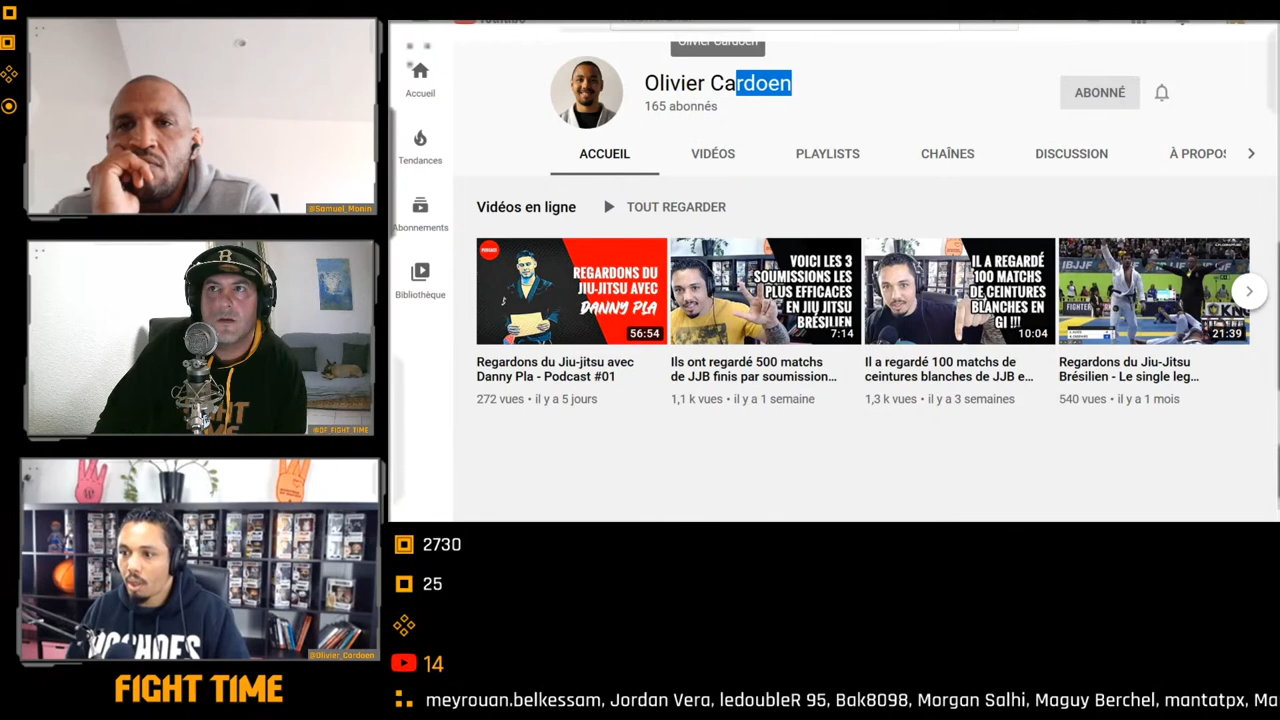 Olivier Cardoen
Accueil
Tendances
Abonnements
Bibliothèque
Olivier Cardoen
165 abonnés
ABONNÉ
ACCUEIL
VIDÉOS
PLAYLISTS
CHAÎNES
DISCUSSION
À PROPOS
Vidéos en ligne
TOUT REGARDER
PODCAST
REGARDONS DU
JIU-JITSU AVEC
DANNY PLA
56:54
VOICI LES 3
SOUMISSIONS LES
PLUS EFFICACES
EN JIU JITSU
BRÉSILIEN
7:14
IL A REGARDÉ
100 MATCHS
DE CEINTURES
BLANCHES EN
GI !!!
10:04
IBJJF
FIGHTER
21:39
Regardons du Jiu-jitsu avec
Danny Pla - Podcast #01
272 vues • il y a 5 jours
Ils ont regardé 500 matchs
de JJB finis par soumission...
1,1 k vues • il y a 1 semaine
Il a regardé 100 matchs de
ceintures blanches de JJB e...
1,3 k vues • il y a 3 semaines
Regardons du Jiu-Jitsu
Brésilien - Le single leg...
540 vues • il y a 1 mois
@Samuel_Monin
B
FIGHT
TIME
@DF_FIGHT_TIME
@Olivier_Cardoen
FIGHT TIME
2730
25
14
meyrouan.belkessam, Jordan Vera, ledoubleR 95, Bak8098, Morgan Salhi, Maguy Berchel, mantatpx, Ma